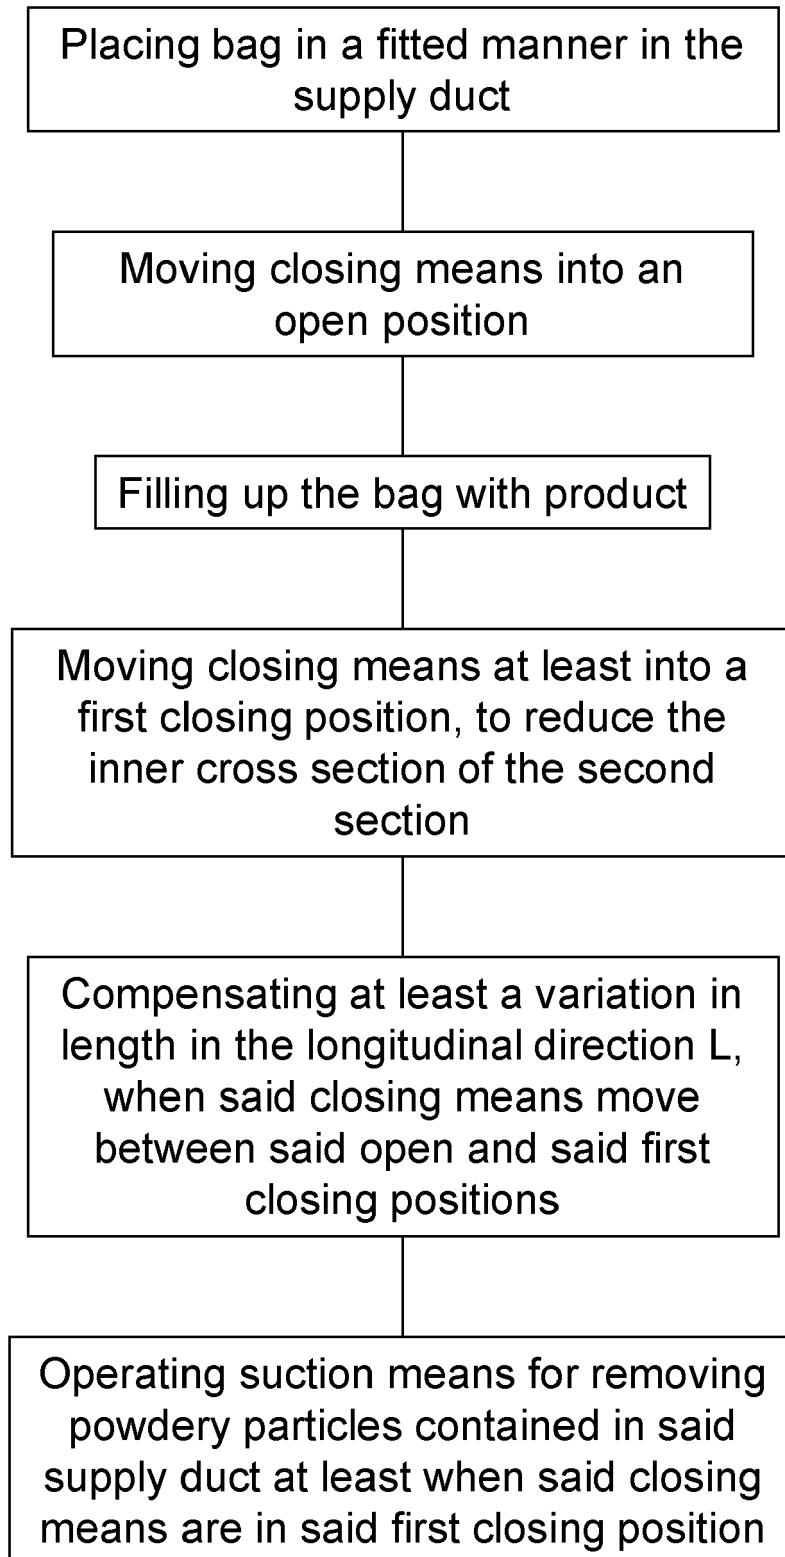 Placing bag in a fitted manner in the
supply duct
Moving closing means into an
open position
Filling up the bag with product
Moving closing means at least into a
first closing position, to reduce the
inner cross section of the second
section
Compensating at least a variation in
length in the longitudinal direction L,
when said closing means move
between said open and said first
closing positions
Operating suction means for removing
powdery particles contained in said
supply duct at least when said closing
means are in said first closing position